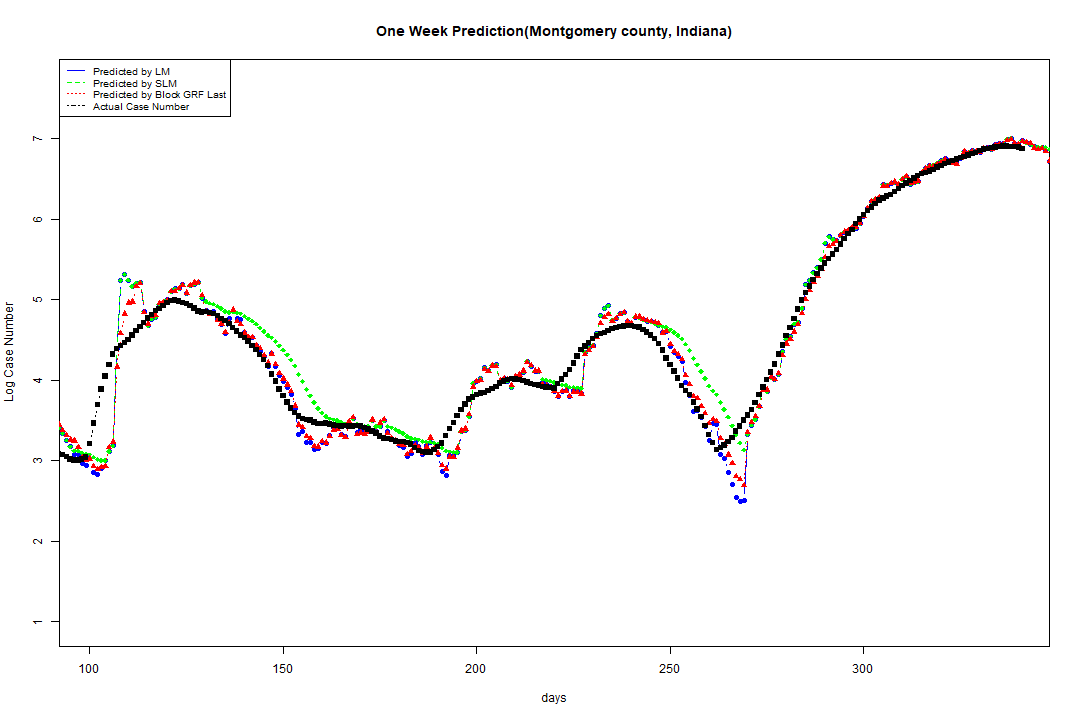 One Week Prediction(Montgomery county, Indiana)
Predicted by LM
Predicted by SLM
Predicted by Block GRF Last
Actual Case Number
7
6
5
4
3
2
1
Log Case Number
100 150 200 250 300
days